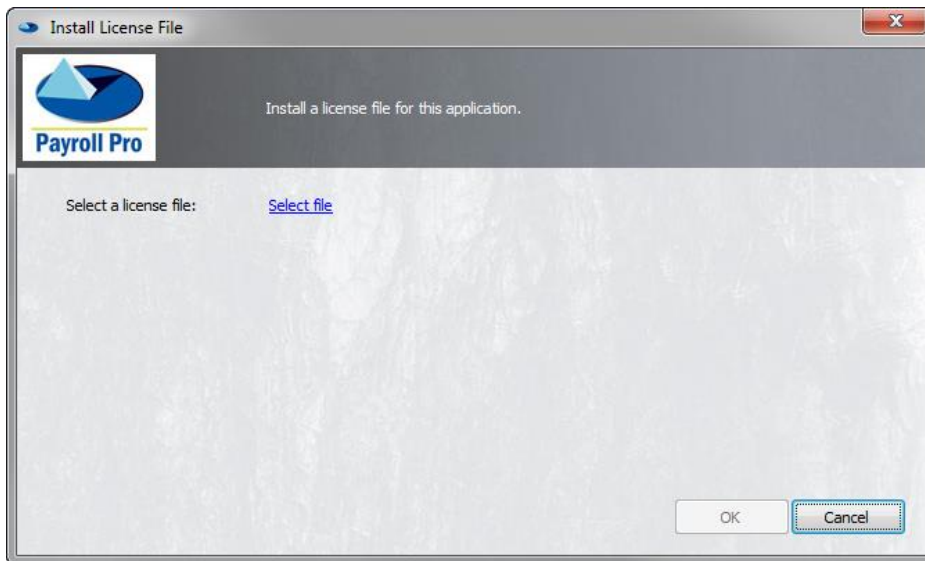 Install License File
Install a license file for this application.
Payroll Pro
Select a license file: Select file
OK Cancel